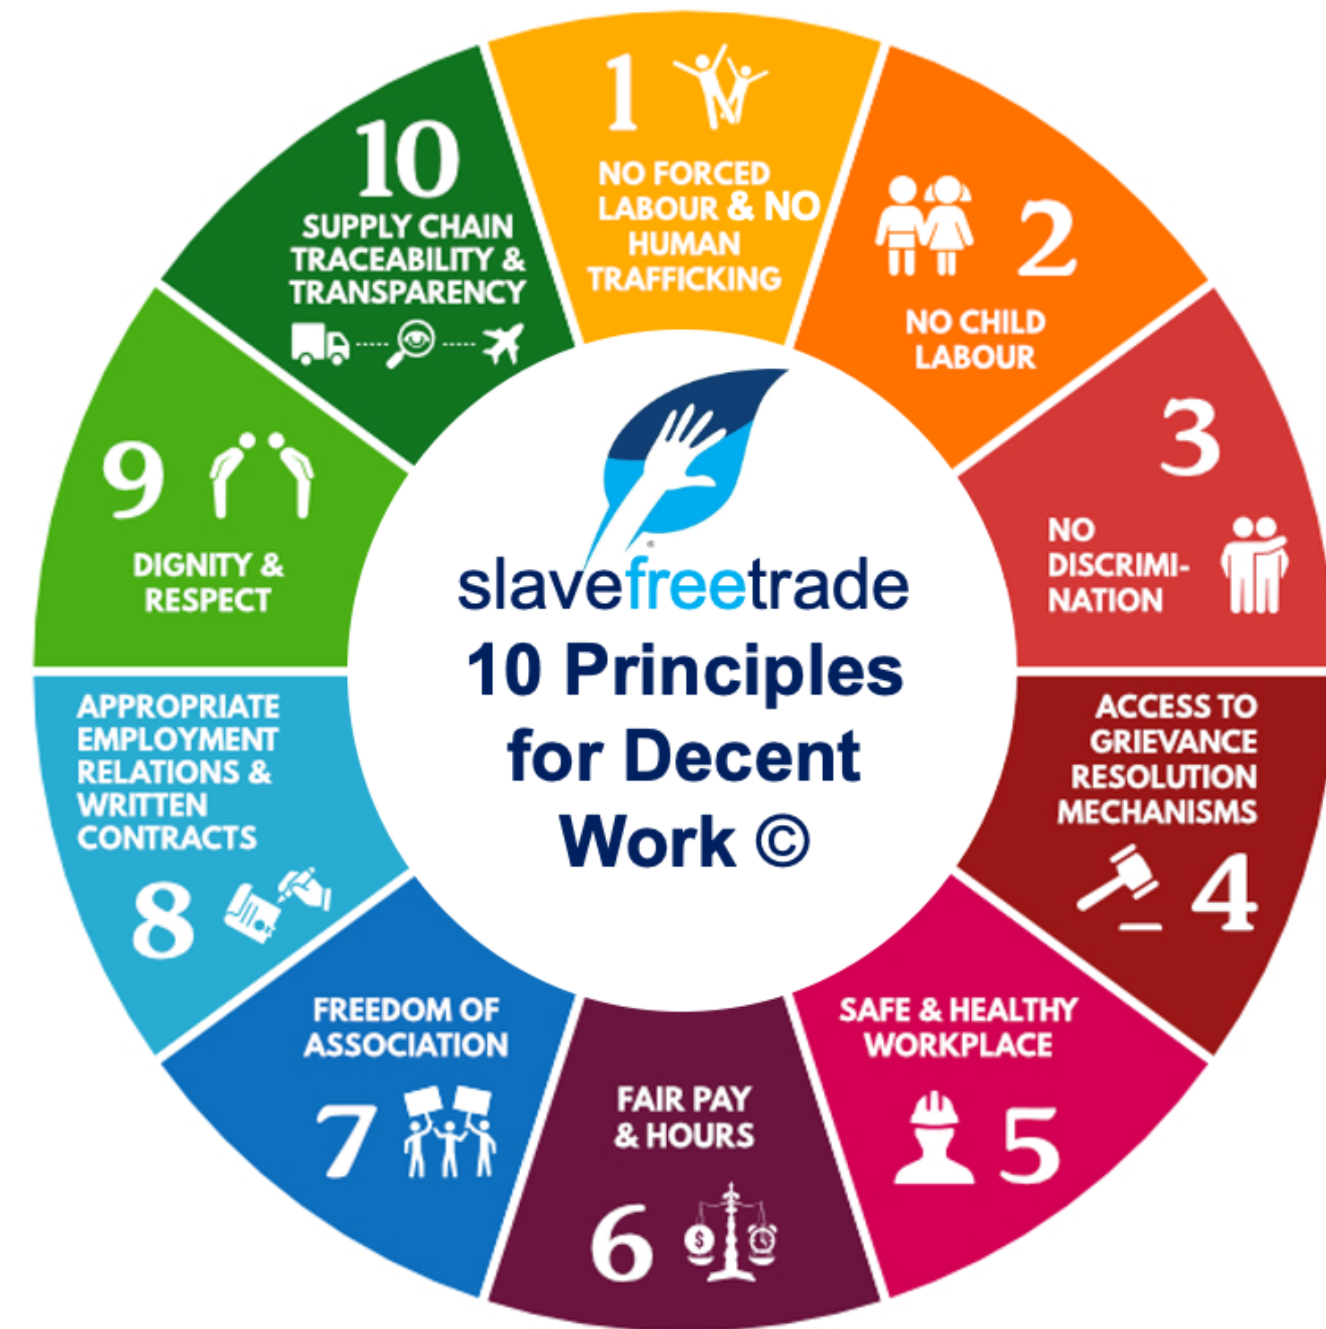 1
NO FORCED
LABOUR & NO
HUMAN
TRAFFICKING
2
NO CHILD
LABOUR
3
NO
DISCRIMI-
NATION
ACCESS TO
GRIEVANCE
RESOLUTION
MECHANISMS
4
SAFE & HEALTHY
WORKPLACE
5
FAIR PAY
& HOURS
6
$
FREEDOM OF
ASSOCIATION
7
APPROPRIATE
EMPLOYMENT
RELATIONS &
WRITTEN
CONTRACTS
8
9
DIGNITY &
RESPECT
10
SUPPLY CHAIN
TRACEABILITY &
TRANSPARENCY
®
slavefreetrade
10 Principles
for Decent
Work ©